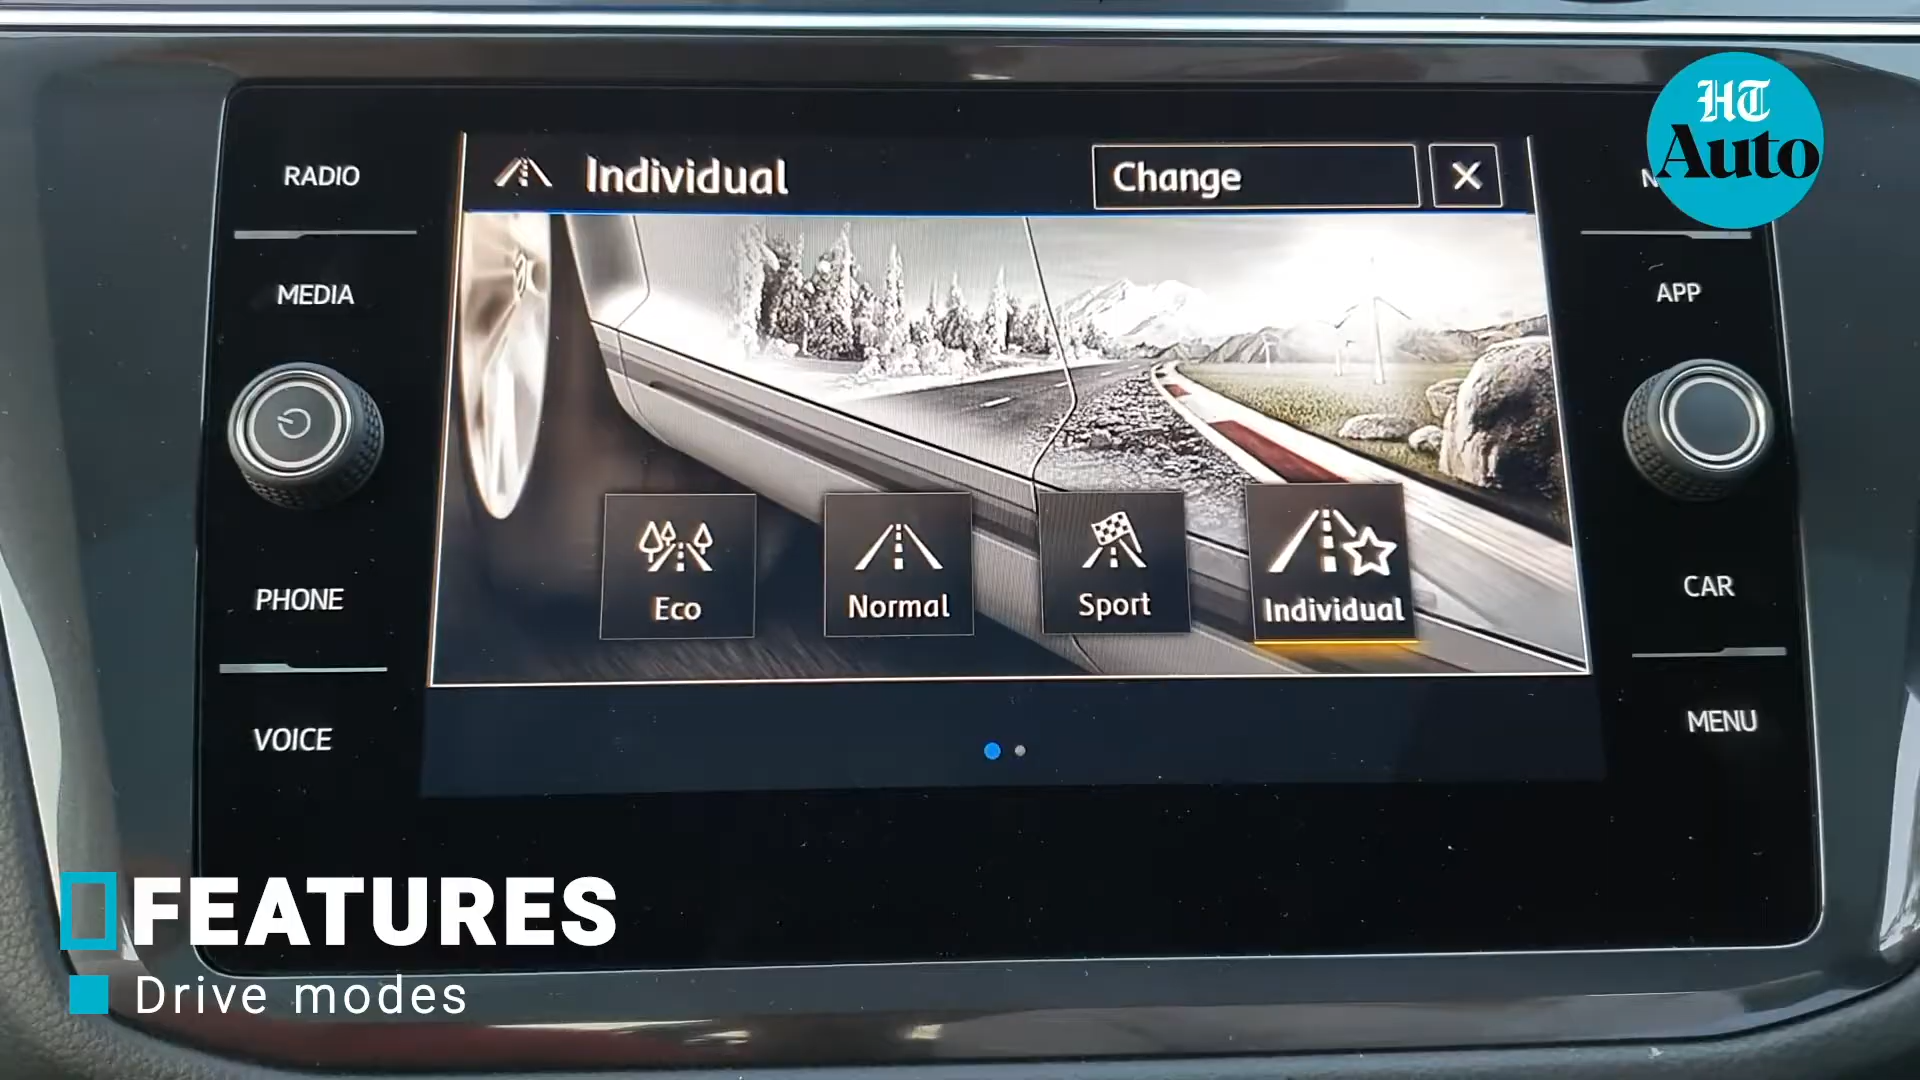 HT
Auto
RADIO
Individual
Change
MEDIA
APP
PHONE
Eco
Normal
Sport
Individual
CAR
VOICE
MENU
FEATURES
Drive modes